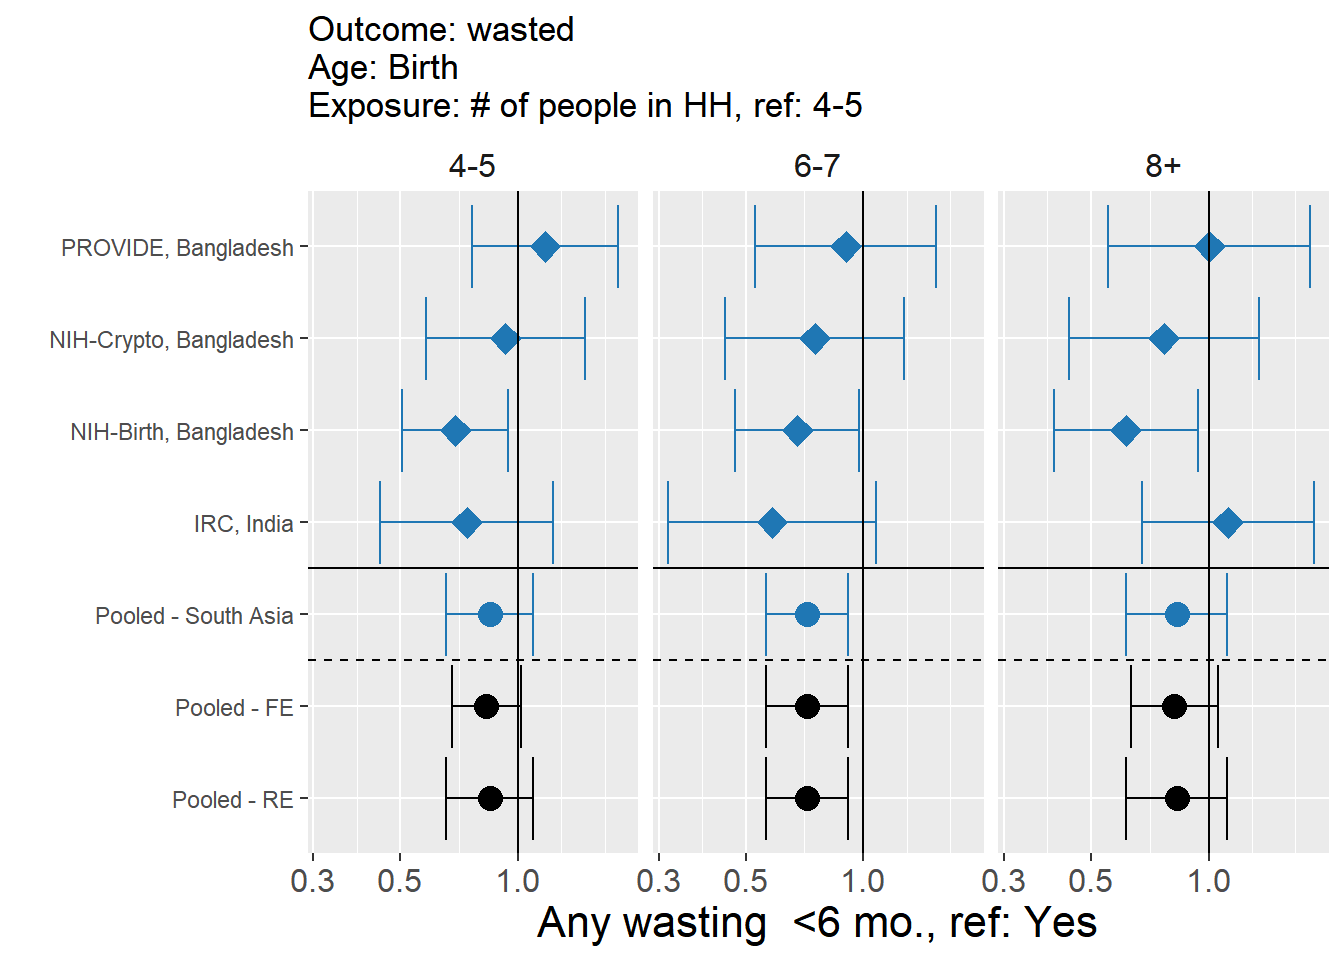 Outcome: wasted
Age: Birth
Exposure: # of people in HH, ref: 4-5
4-5 6-7 8+
PROVIDE, Bangladesh
NIH-Crypto, Bangladesh
NIH-Birth, Bangladesh
IRC, India
Pooled - South Asia
Pooled - FE
Pooled - RE
0.3 0.5 1.0 0.3 0.5 1.0 0.3 0.5 1.0
Any wasting  <6 mo., ref: Yes